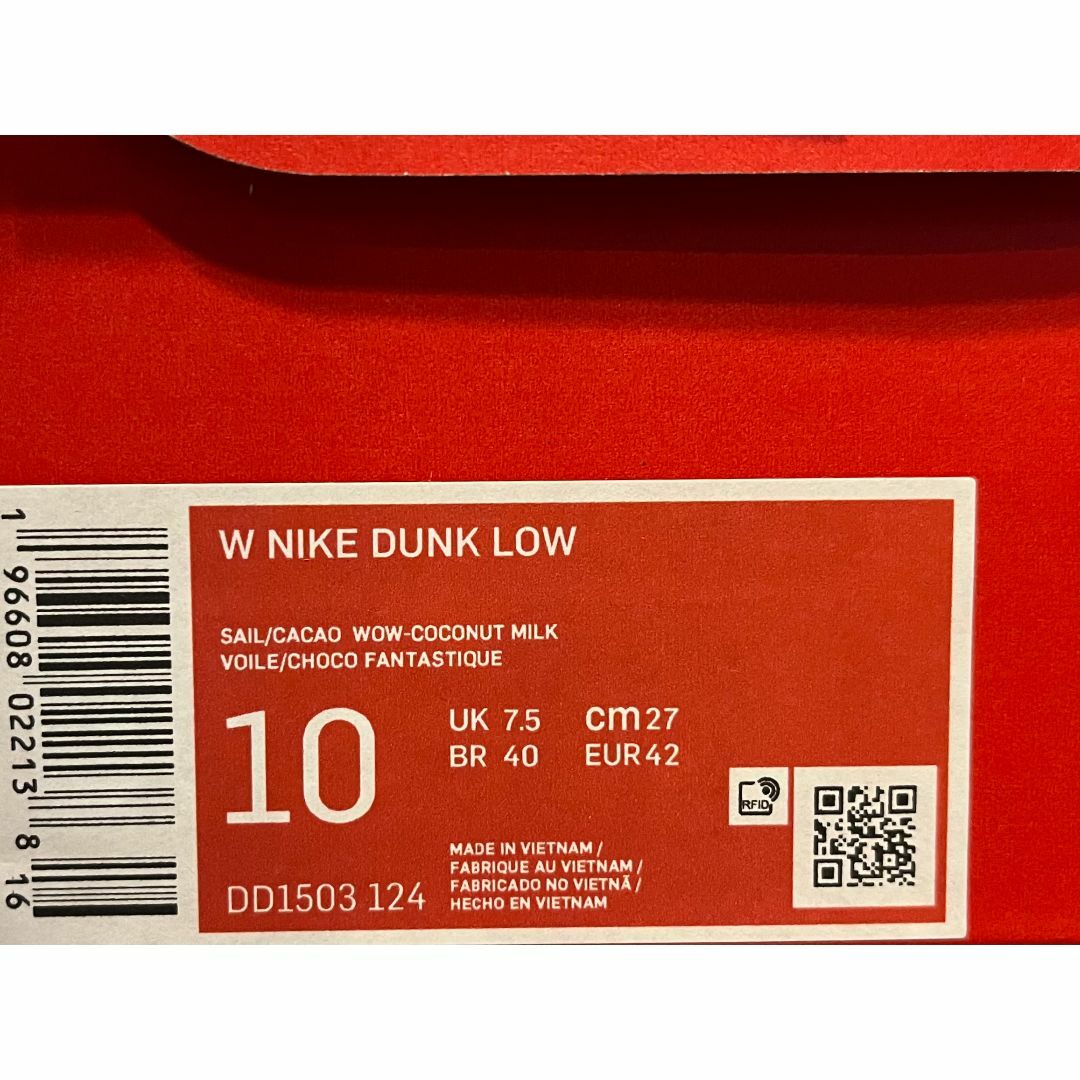 W NIKE DUNK LOW
SAIL/CACAO WOW-COCONUT MILK
VOILE/CHOCO FANTASTIQUE
10
UK 7.5 cm 27
BR 40 EUR 42
RFID
MADE IN VIETNAM /
FABRIQUE AU VIETNAM /
FABRICADO NO VIETNÃ /
HECHO EN VIETNAM
DD1503 124
1 96608 02213 8 16